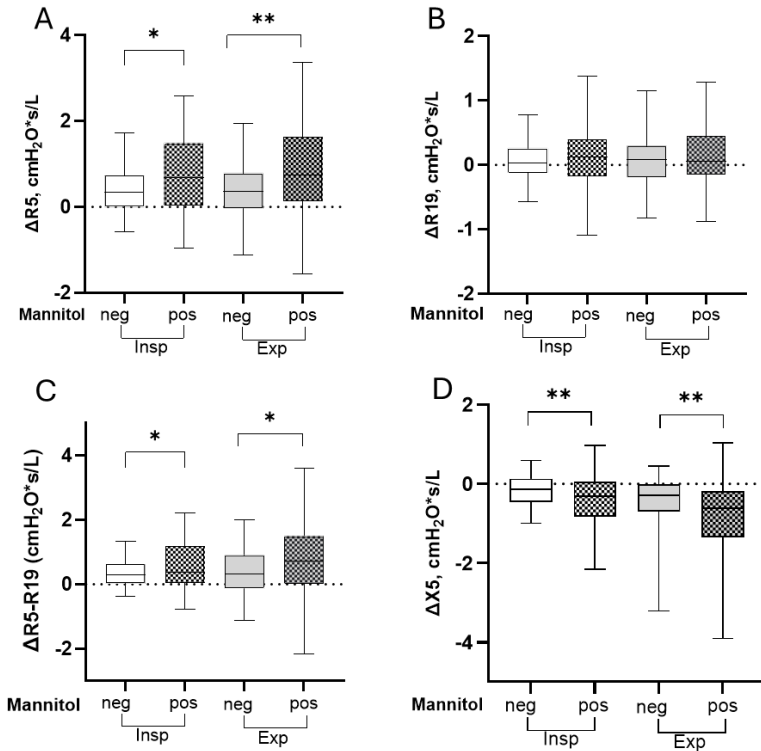 A
ΔR5, cmH₂O*s/L
4
2
0
-2
*
**
Mannitol neg pos neg pos
Insp Exp
B
ΔR19, cmH₂O*s/L
2
1
0
-1
-2
Mannitol neg pos neg pos
Insp Exp
C
ΔR5-R19 (cmH₂O*s/L)
4
2
0
-2
*
*
Mannitol neg pos neg pos
Insp Exp
D
ΔX5, cmH₂O*s/L
2
0
-2
-4
**
**
Mannitol neg pos neg pos
Insp Exp